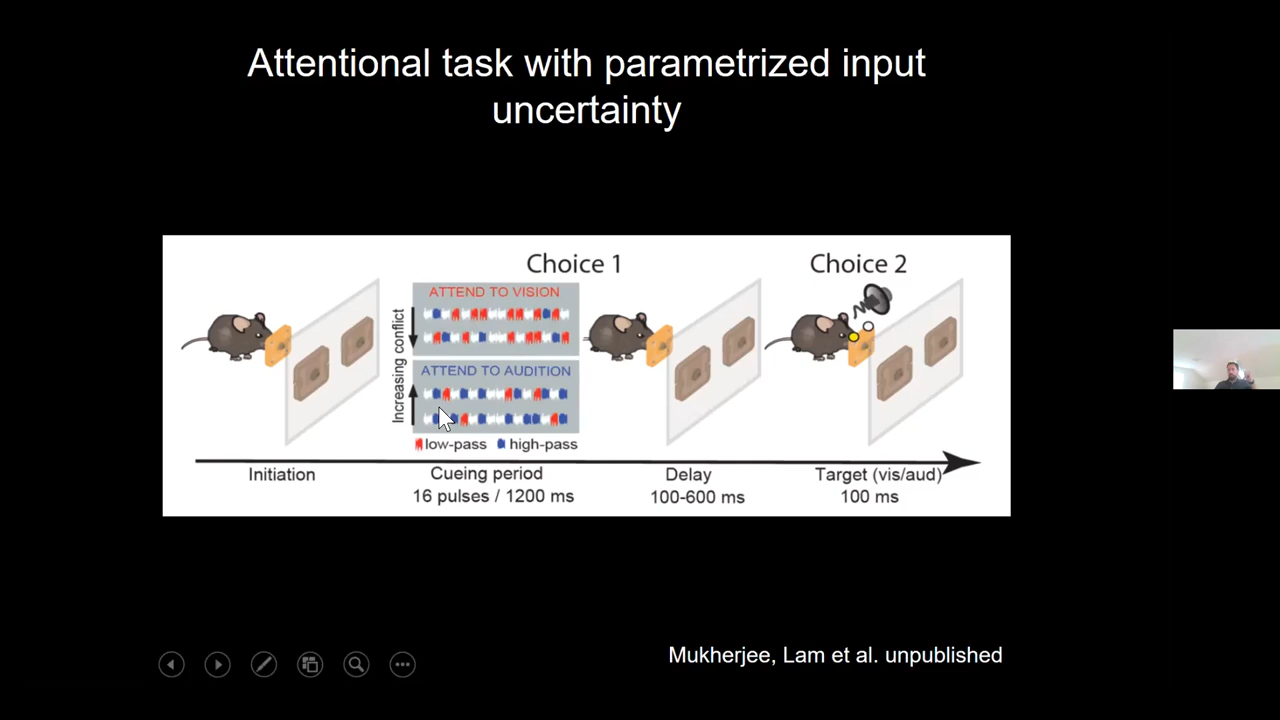 Attentional task with parametrized input
uncertainty
Choice 1
Choice 2
ATTEND TO VISION
ATTEND TO AUDITION
Increasing conflict
low-pass high-pass
Initiation
Cueing period
16 pulses / 1200 ms
Delay
100-600 ms
Target (vis/aud)
100 ms
Mukherjee, Lam et al. unpublished